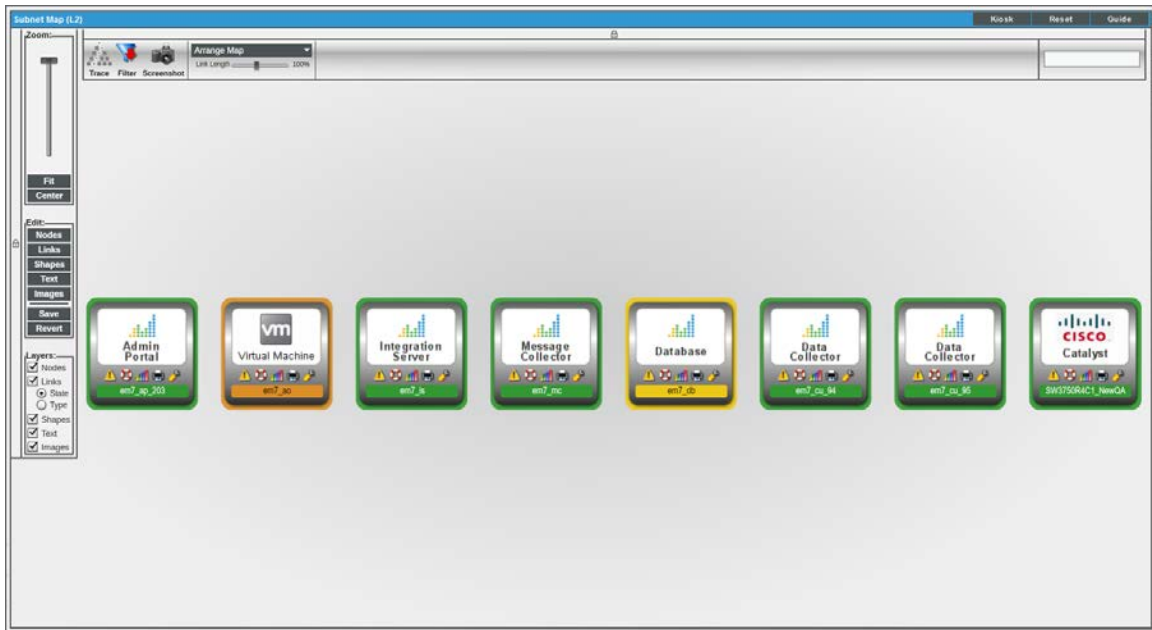 Subnet Map (L2)
Kiosk
Reset
Guide
Zoom:
Trace
Filter
Screenshot
Arrange Map
Link Length
100%
Fit
Center
Edit:
Nodes
Links
Shapes
Text
Images
Save
Revert
Layers:
Nodes
Links
State
Type
Shapes
Text
Images
Admin
Portal
em7_ap_203
vm
Virtual Machine
em7_ao
Integration
Server
em7_is
Message
Collector
em7_mc
Database
em7_db
Data
Collector
em7_cu_94
Data
Collector
em7_cu_95
CISCO
Catalyst
SW3750R4C1_NewQA